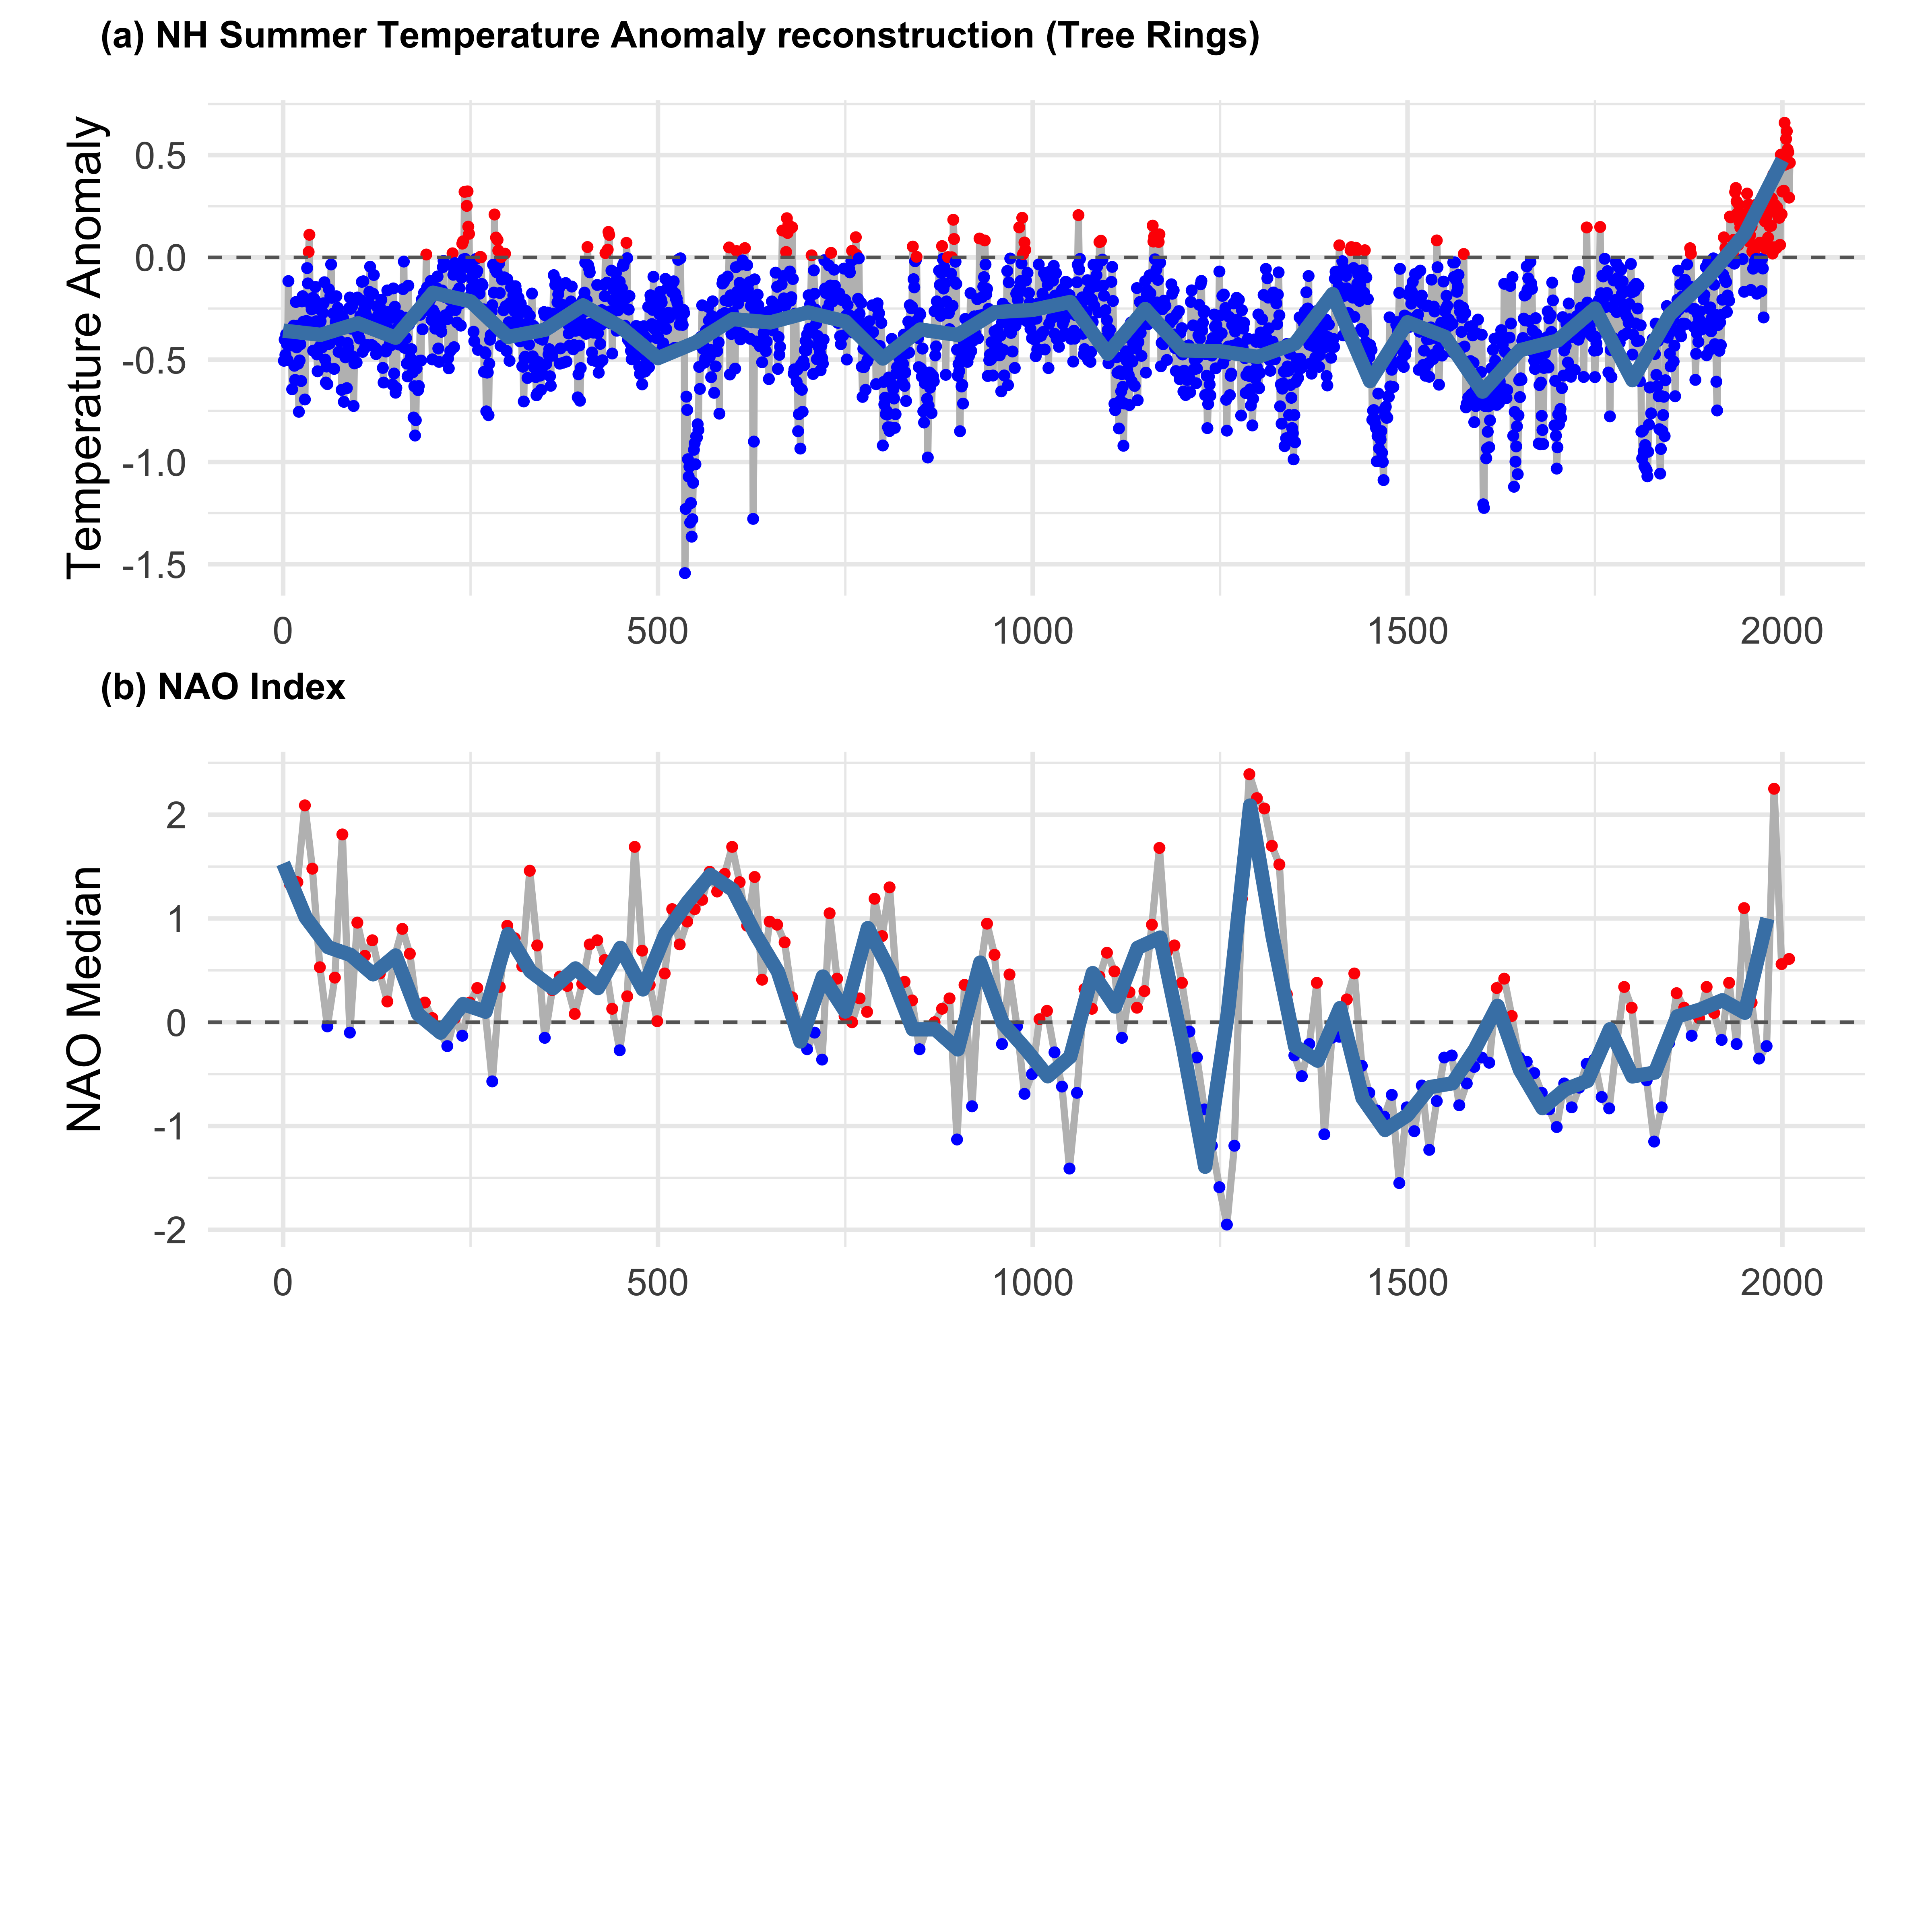 (a) NH Summer Temperature Anomaly reconstruction (Tree Rings)
Temperature Anomaly
0.5
0.0
-0.5
-1.0
-1.5
0 500 1000 1500 2000
(b) NAO Index
NAO Median
2
1
0
-1
-2
0 500 1000 1500 2000